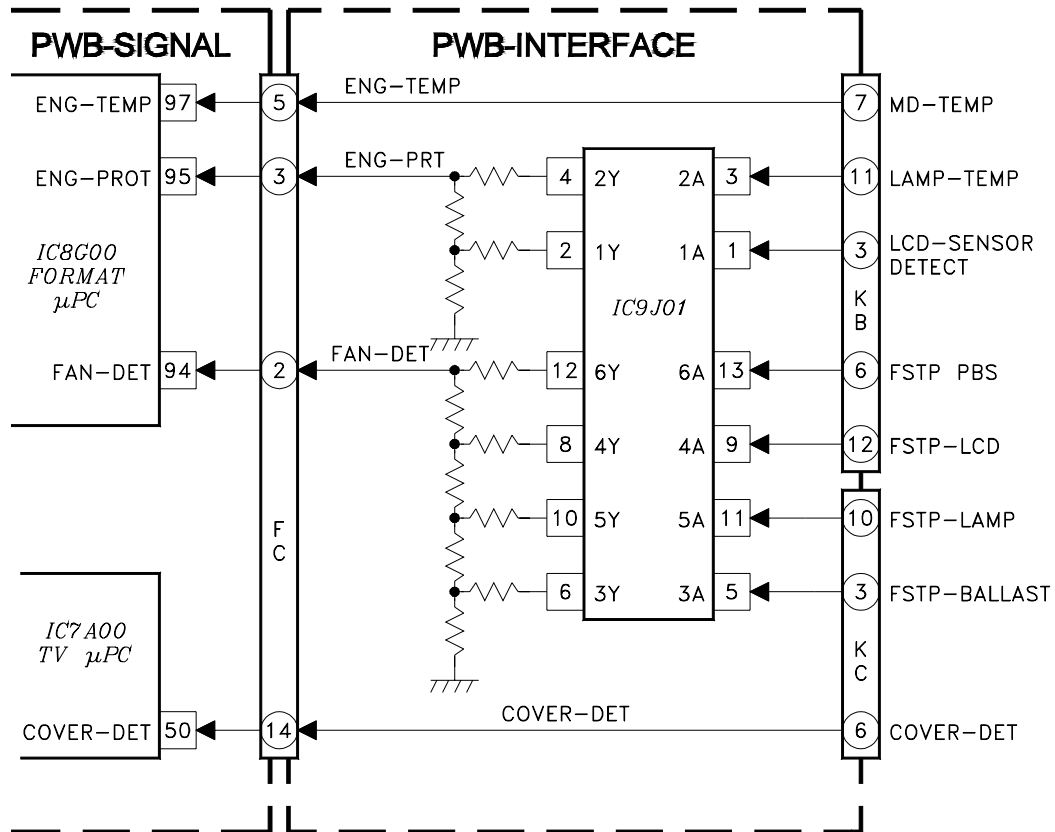 PWB-SIGNAL PWB-INTERFACE
ENG-TEMP 97 5 ENG-TEMP 7 MD-TEMP
ENG-PROT 95 3 ENG-PRT 4 2Y 2A 3 11 LAMP-TEMP
2 1Y 1A 1 3 LCD-SENSOR
DETECT
IC8G00
FORMAT
µPC
IC9J01
K
B
FAN-DET 94 2 FAN-DET 12 6Y 6A 13 6 FSTP PBS
8 4Y 4A 9 12 FSTP-LCD
10 5Y 5A 11 10 FSTP-LAMP
F
C
6 3Y 3A 5 3 FSTP-BALLAST
IC7A00
TV µPC
K
C
COVER-DET 50 14 COVER-DET 6 COVER-DET